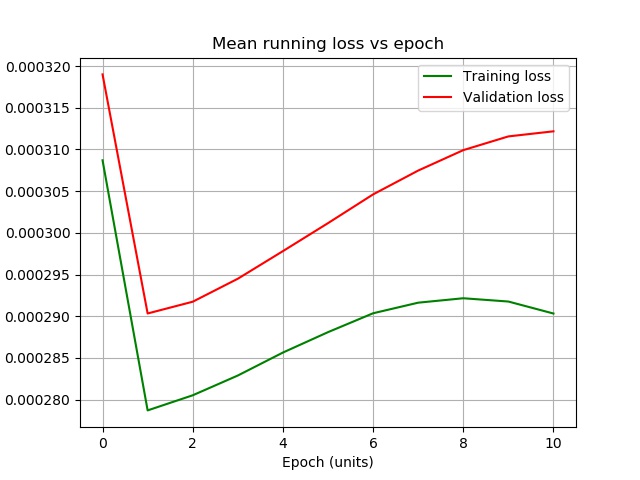 Mean running loss vs epoch
Training loss
Validation loss
0.000320
0.000315
0.000310
0.000305
0.000300
0.000295
0.000290
0.000285
0.000280
0 2 4 6 8 10
Epoch (units)